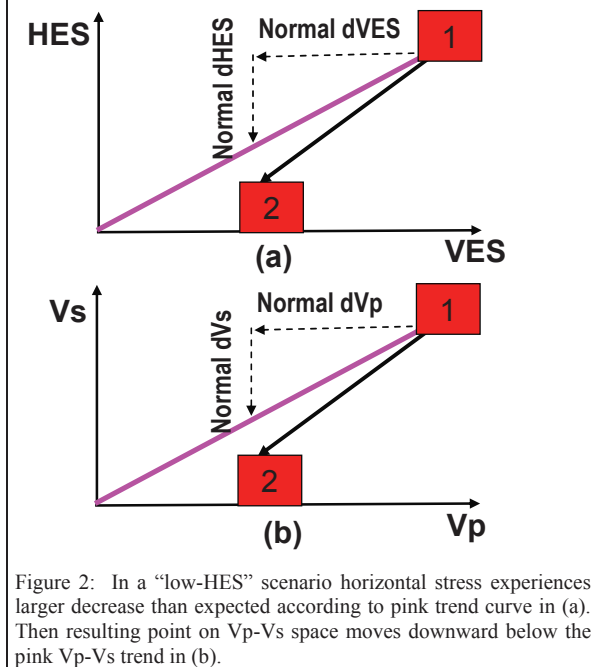 HES
Normal dVES
1
Normal dHES
2
(a)
VES
Vs
Normal dVp
1
Normal dVs
2
(b)
Vp
Figure 2: In a “low-HES” scenario horizontal stress experiences
larger decrease than expected according to pink trend curve in (a).
Then resulting point on Vp-Vs space moves downward below the
pink Vp-Vs trend in (b).